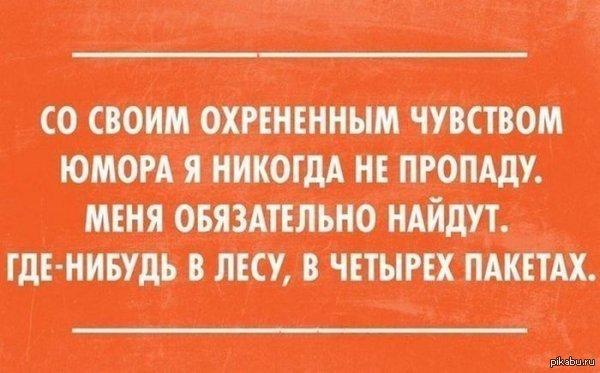 СО СВОИМ ОХРЕНЕННЫМ ЧУВСТВОМ
ЮМОРА Я НИКОГДА НЕ ПРОПАДУ.
МЕНЯ ОБЯЗАТЕЛЬНО НАЙДУТ.
ГДЕ-НИБУДЬ В ЛЕСУ, В ЧЕТЫРЕХ ПАКЕТАХ.
pikabu.ru